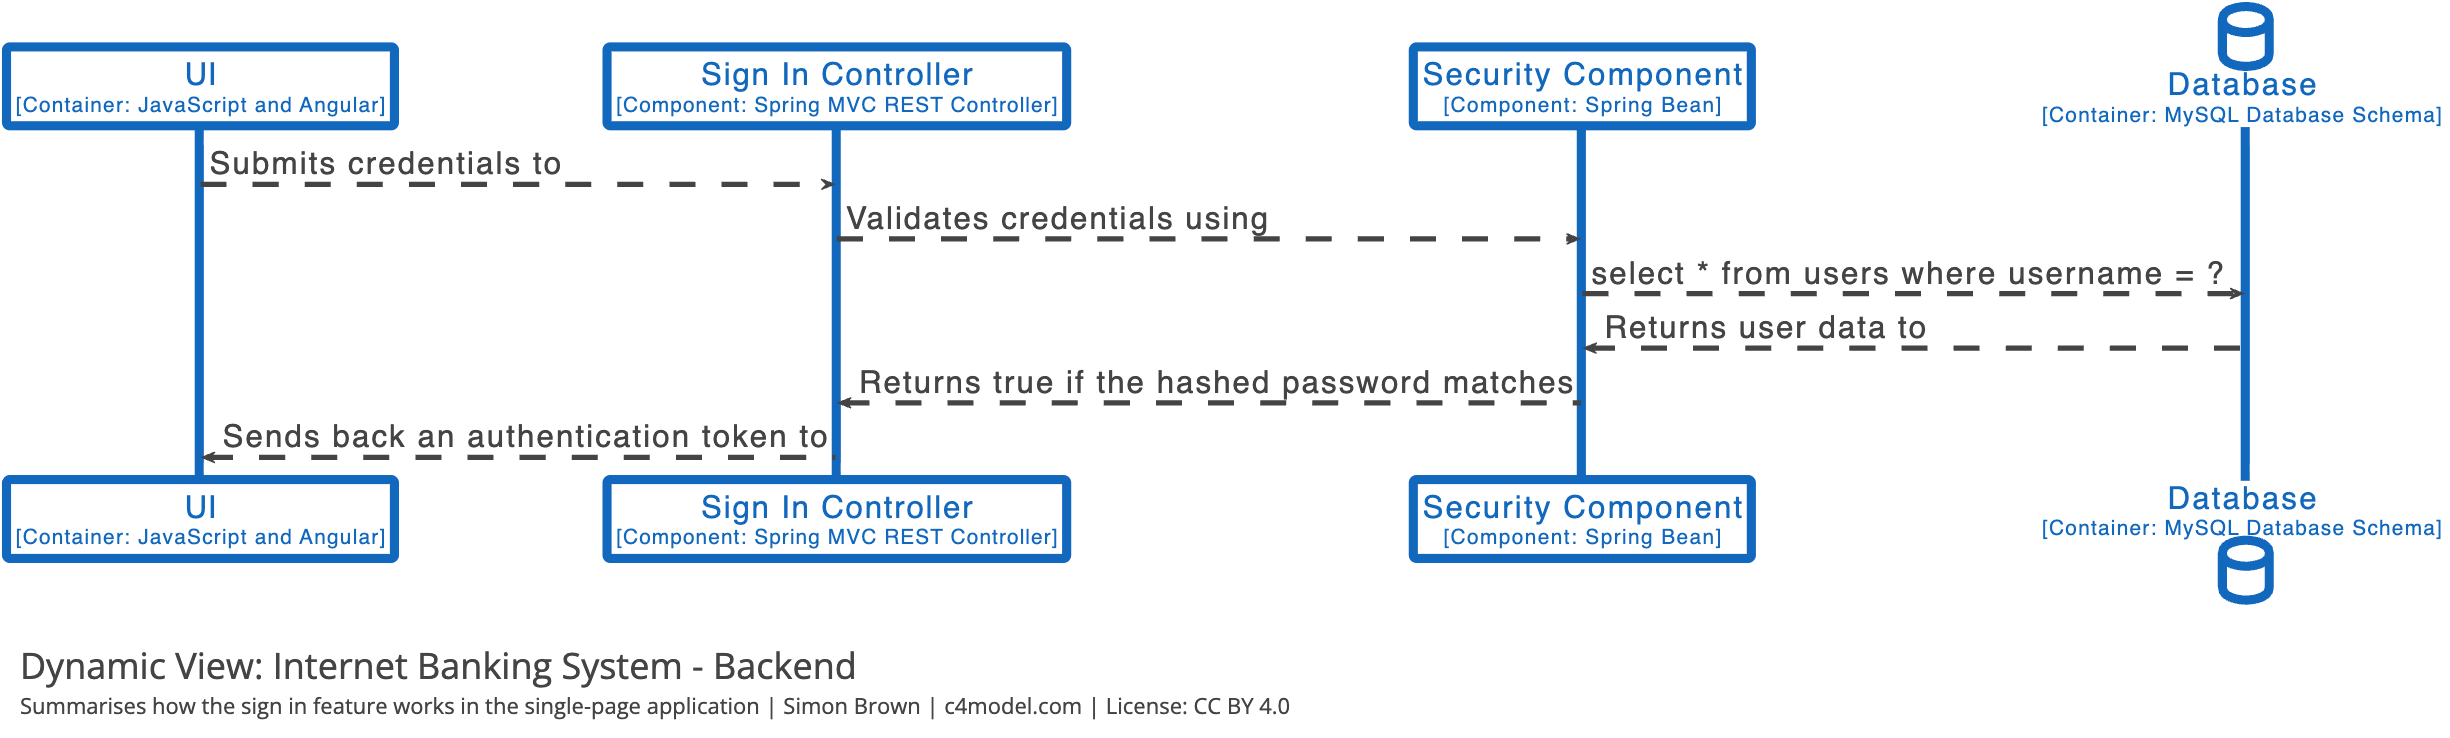 UI
[Container: JavaScript and Angular]
Sign In Controller
[Component: Spring MVC REST Controller]
Security Component
[Component: Spring Bean]
Database
[Container: MySQL Database Schema]
Submits credentials to
Validates credentials using
select * from users where username = ?
Returns user data to
Returns true if the hashed password matches
Sends back an authentication token to
UI
[Container: JavaScript and Angular]
Sign In Controller
[Component: Spring MVC REST Controller]
Security Component
[Component: Spring Bean]
Database
[Container: MySQL Database Schema]
Dynamic View: Internet Banking System - Backend
Summarises how the sign in feature works in the single-page application | Simon Brown | c4model.com | License: CC BY 4.0